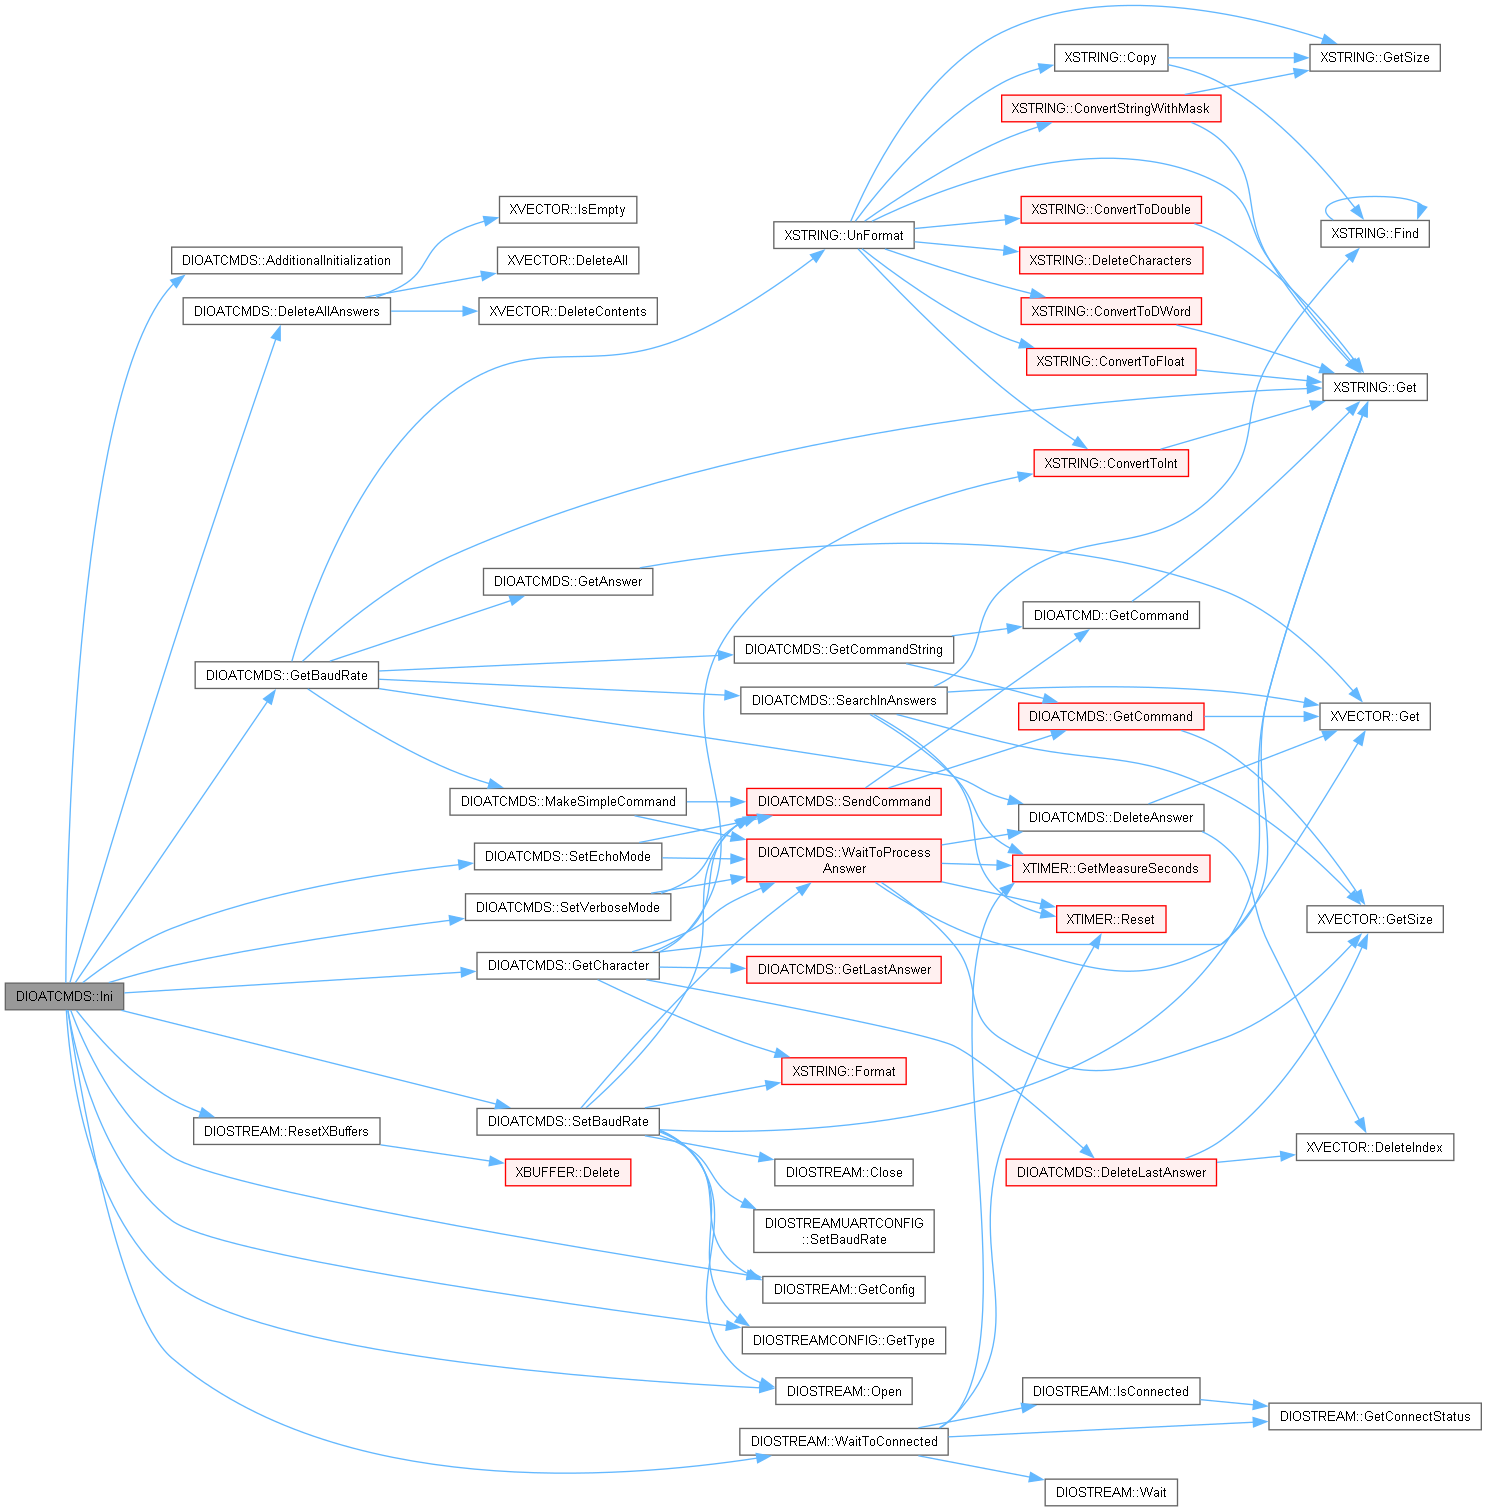 XSTRING::Copy
XSTRING::GetSize
XSTRING::ConvertStringWithMask
XVECTOR::IsEmpty
XSTRING::ConvertToDouble
XSTRING::UnFormat
XSTRING::Find
DIOATCMDS::AdditionalInitialization
XVECTOR::DeleteAll
XSTRING::DeleteCharacters
DIOATCMDS::DeleteAllAnswers
XVECTOR::DeleteContents
XSTRING::ConvertToDWord
XSTRING::ConvertToFloat
XSTRING::Get
XSTRING::ConvertToInt
DIOATCMDS::GetAnswer
DIOATCMD::GetCommand
DIOATCMDS::GetCommandString
DIOATCMDS::GetBaudRate
DIOATCMDS::SearchInAnswers
DIOATCMDS::GetCommand
XVECTOR::Get
DIOATCMDS::MakeSimpleCommand
DIOATCMDS::SendCommand
DIOATCMDS::DeleteAnswer
DIOATCMDS::SetEchoMode
DIOATCMDS::WaitToProcess
Answer
XTIMER::GetMeasureSeconds
DIOATCMDS::SetVerboseMode
XTIMER::Reset
XVECTOR::GetSize
DIOATCMDS::GetCharacter
DIOATCMDS::GetLastAnswer
DIOATCMDS::Ini
XSTRING::Format
DIOATCMDS::SetBaudRate
DIOSTREAM::ResetXBuffers
XVECTOR::DeleteIndex
XBUFFER::Delete
DIOSTREAM::Close
DIOATCMDS::DeleteLastAnswer
DIOSTREAMUARTCONFIG
::SetBaudRate
DIOSTREAM::GetConfig
DIOSTREAMCONFIG::GetType
DIOSTREAM::Open
DIOSTREAM::IsConnected
DIOSTREAM::GetConnectStatus
DIOSTREAM::WaitToConnected
DIOSTREAM::Wait